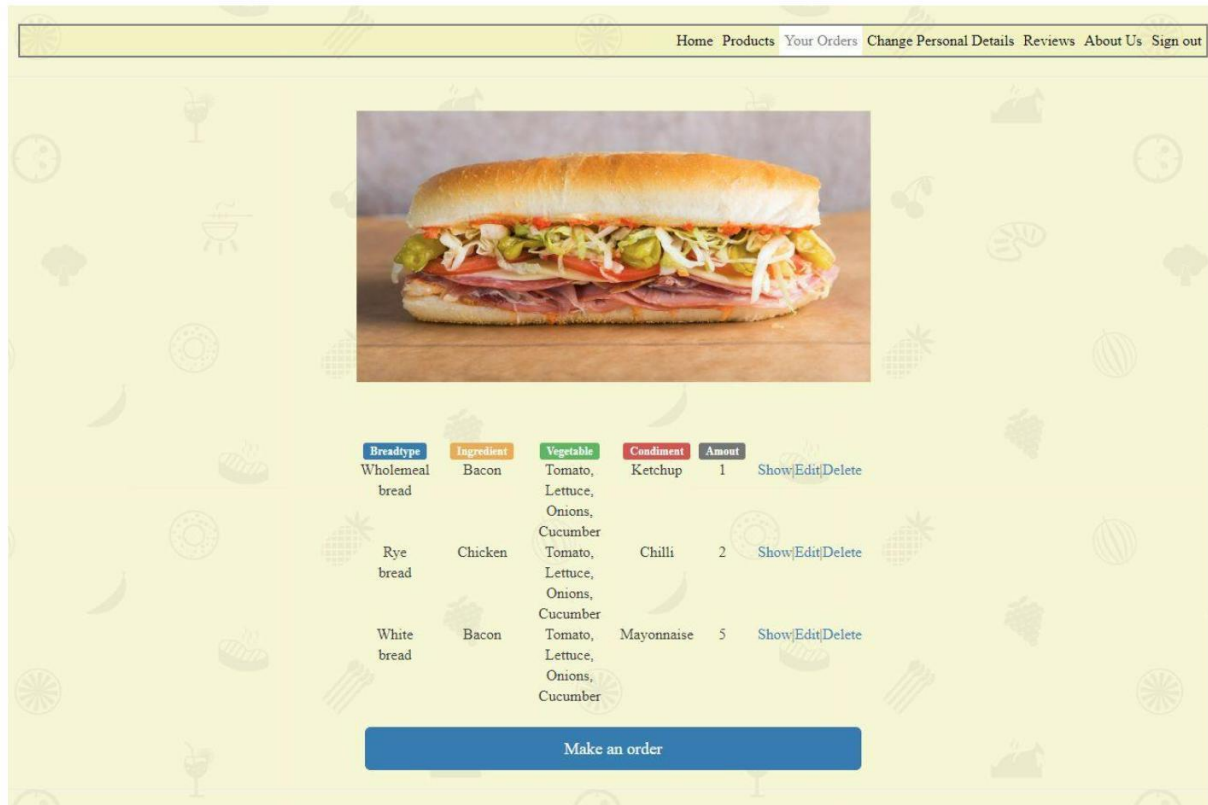 Home Products Your Orders Change Personal Details Reviews About Us Sign out
Breadtype Ingredient Vegetable Condiment Amout
Wholemeal Bacon Tomato, Ketchup 1 Show|Edit|Delete
bread Lettuce,
Onions,
Cucumber
Rye Chicken Tomato, Chilli 2 Show|Edit|Delete
bread Lettuce,
Onions,
Cucumber
White Bacon Tomato, Mayonnaise 5 Show|Edit|Delete
bread Lettuce,
Onions,
Cucumber
Make an order